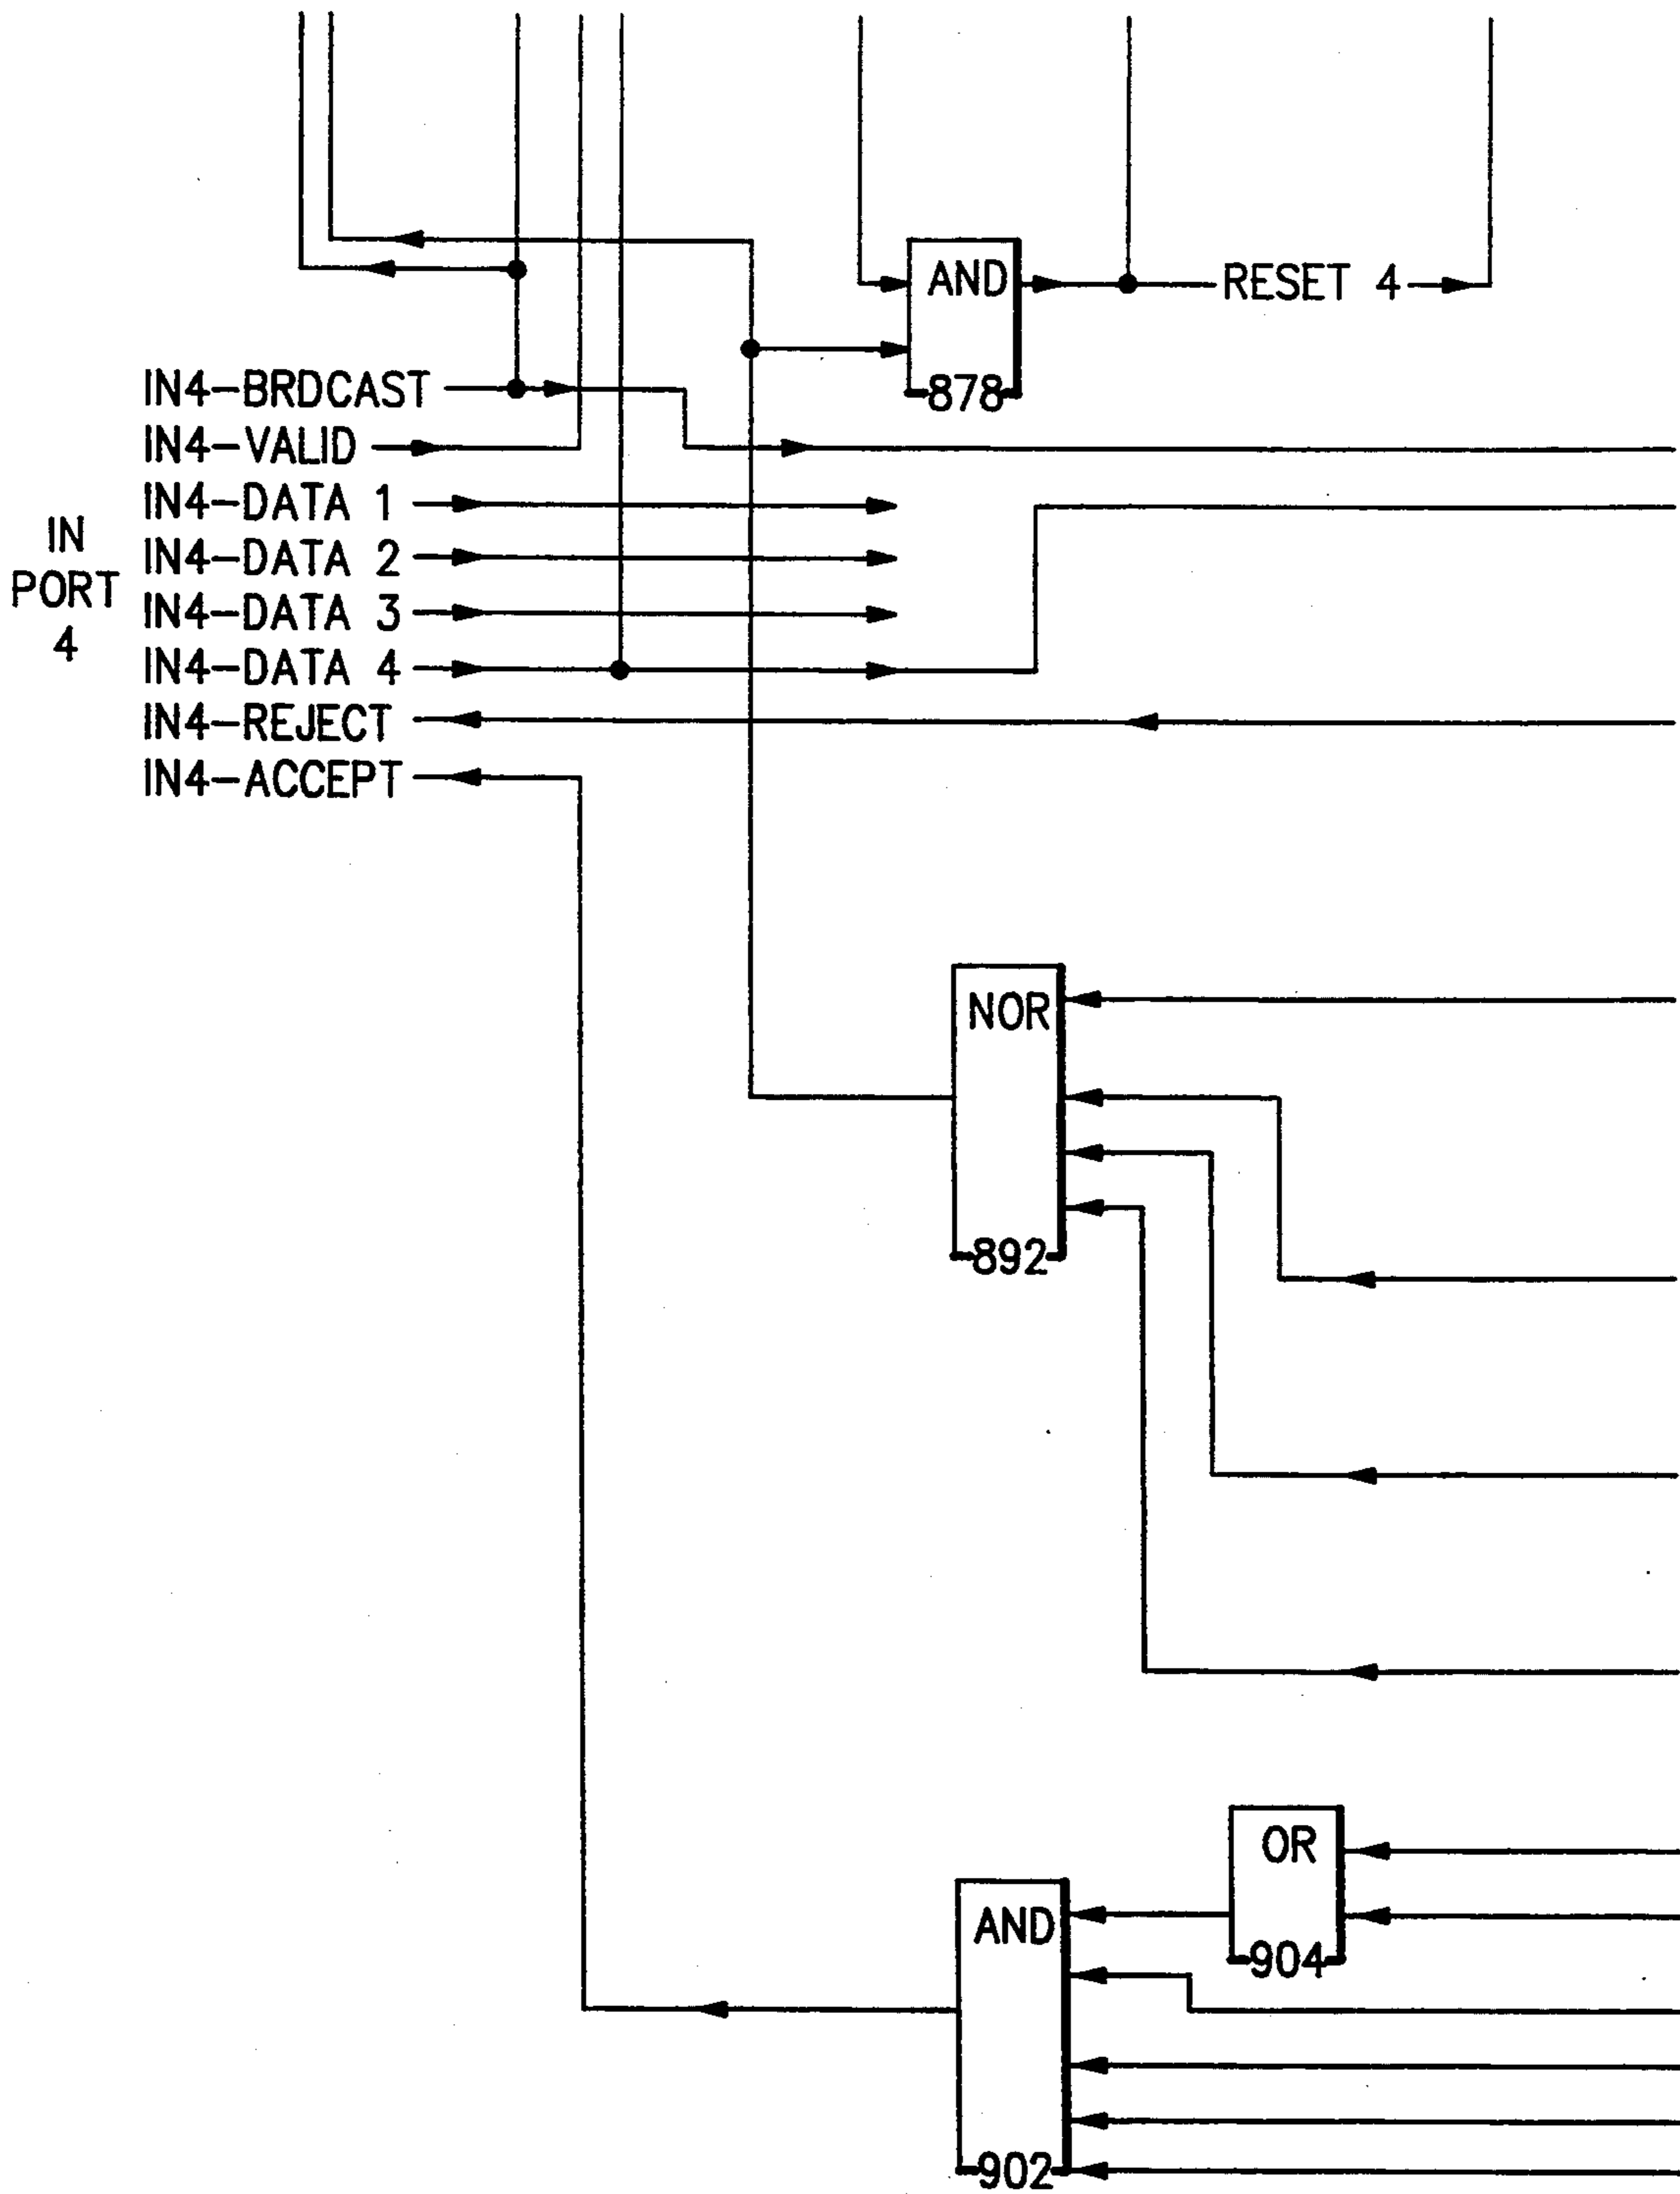 AND
RESET 4
878
IN4-BRDCAST
IN4-VALID
IN4-DATA 1
IN4-DATA 2
IN4-DATA 3
IN4-DATA 4
IN4-REJECT
IN4-ACCEPT
IN
PORT
4
NOR
892
OR
904
AND
902